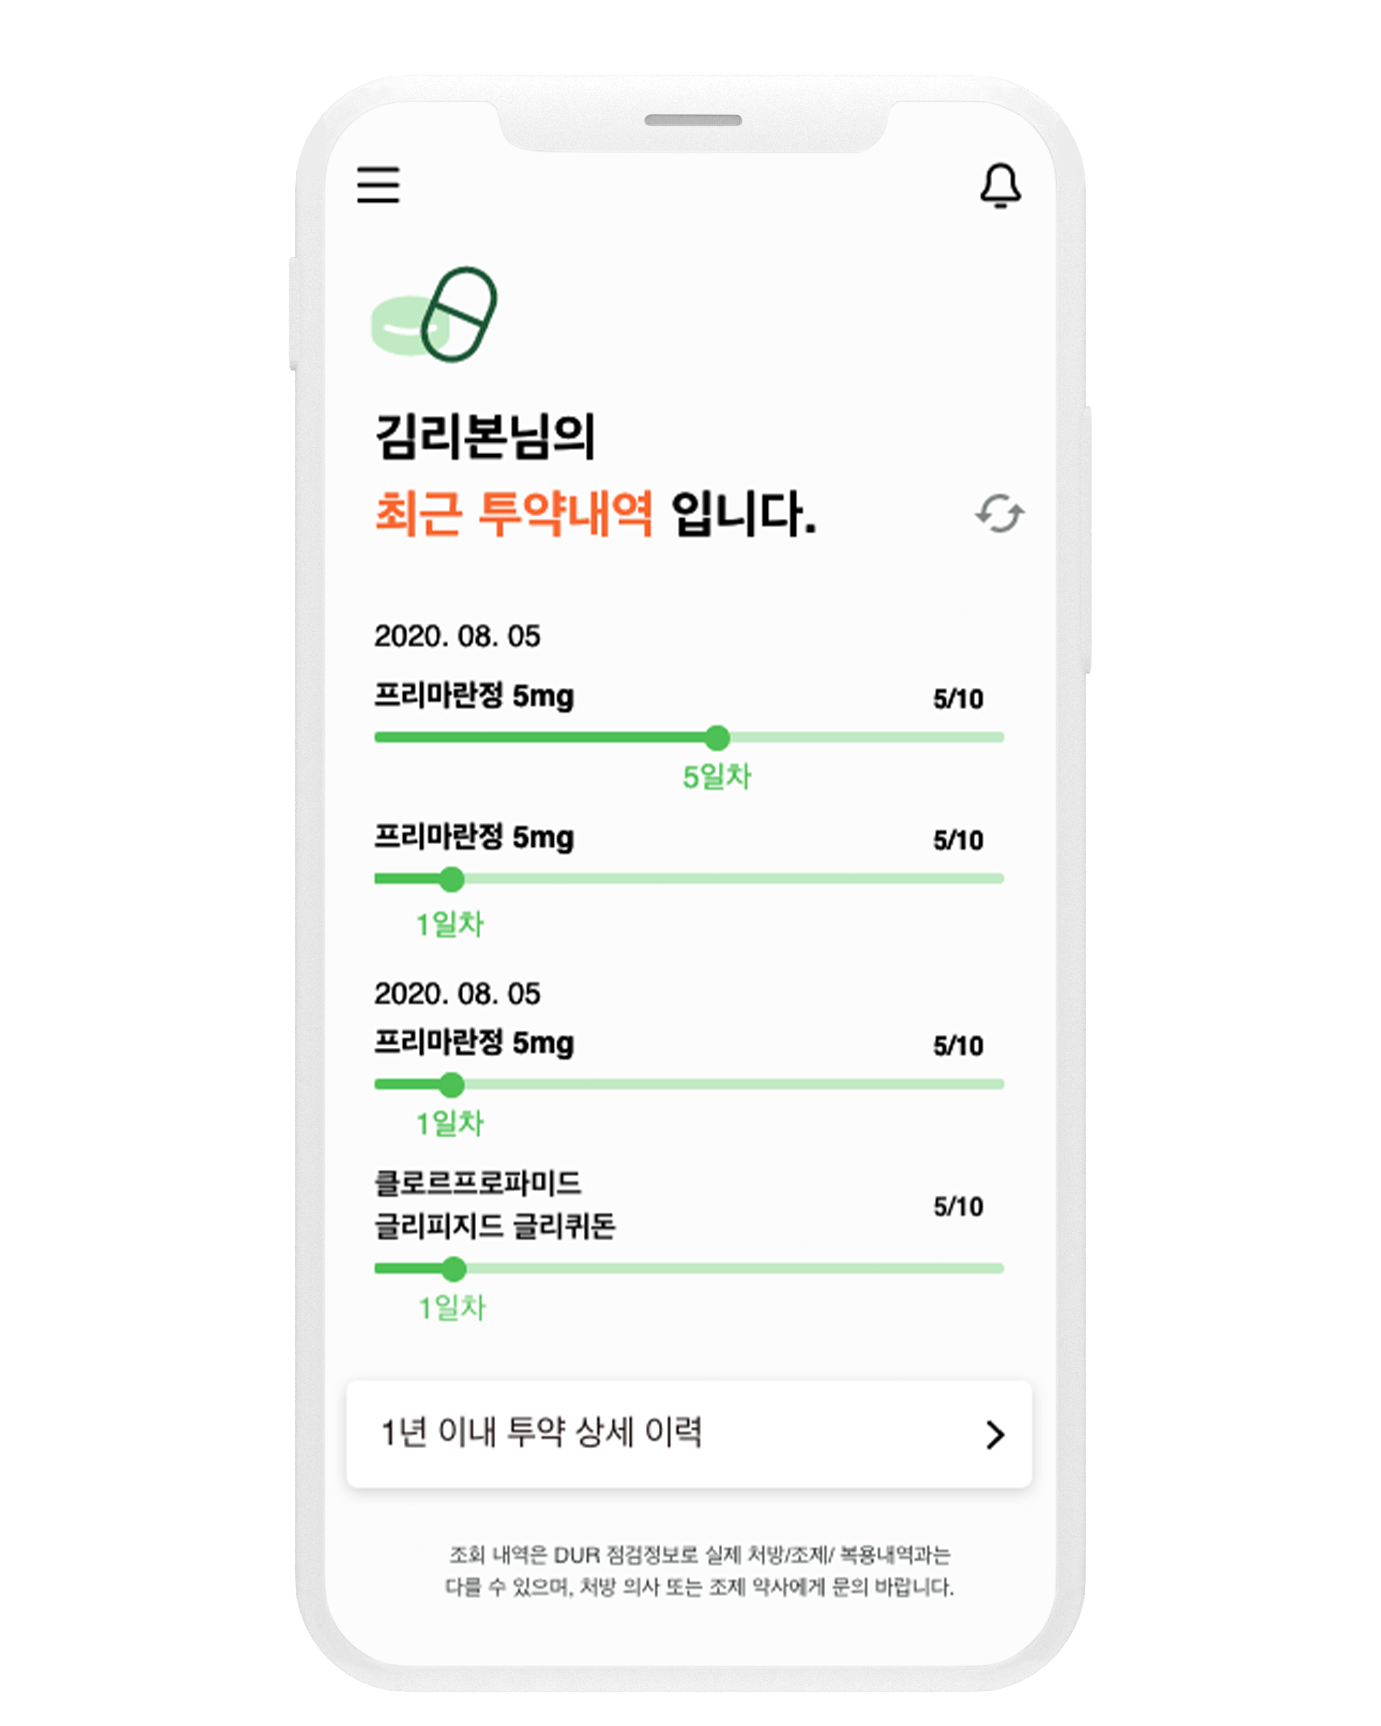 김리본님의
최근 투약내역 입니다.
2020. 08. 05
프리마란정 5mg 5/10
5일차
프리마란정 5mg 5/10
1일차
2020. 08. 05
프리마란정 5mg 5/10
1일차
클로르프로파미드
글리피지드 글리퀴돈 5/10
1일차
1년 이내 투약 상세 이력
조회 내역은 DUR 점검정보로 실제 처방/조제/ 복용내역과는
다를 수 있으며, 처방 의사 또는 조제 약사에게 문의 바랍니다.